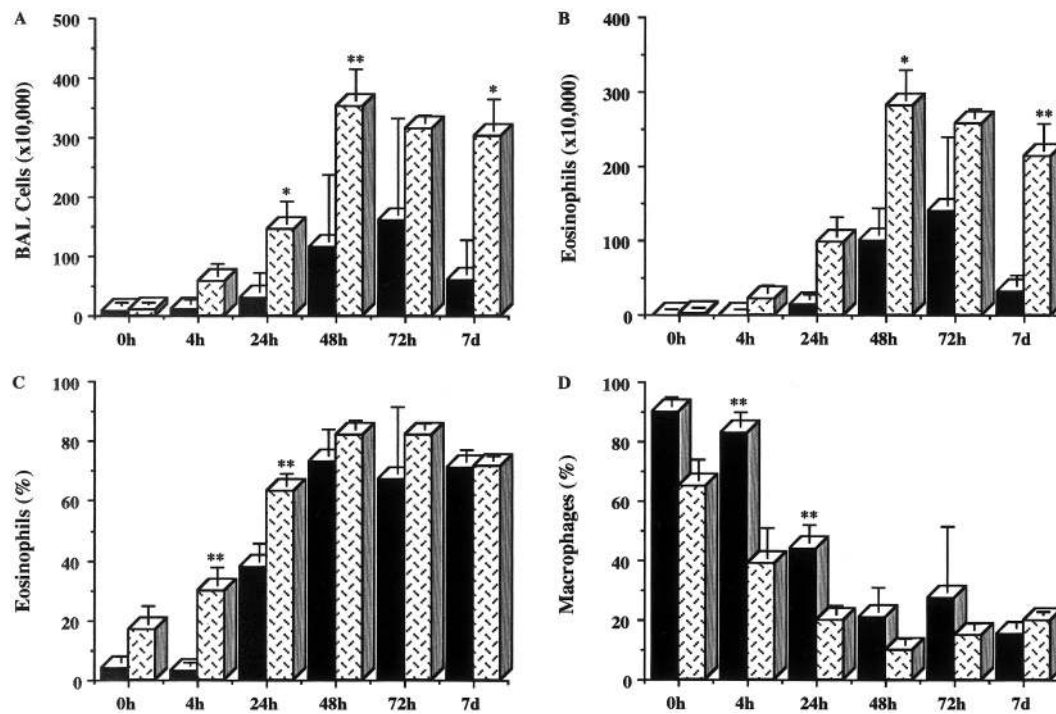 A
BAL Cells (x10,000)
500
400
300
200
100
0
*
**
*
0h 4h 24h 48h 72h 7d
B
Eosinophils (x10,000)
400
300
200
100
0
*
**
0h 4h 24h 48h 72h 7d
C
Eosinophils (%)
100
80
60
40
20
0
**
**
0h 4h 24h 48h 72h 7d
D
Macrophages (%)
100
80
60
40
20
0
**
**
0h 4h 24h 48h 72h 7d